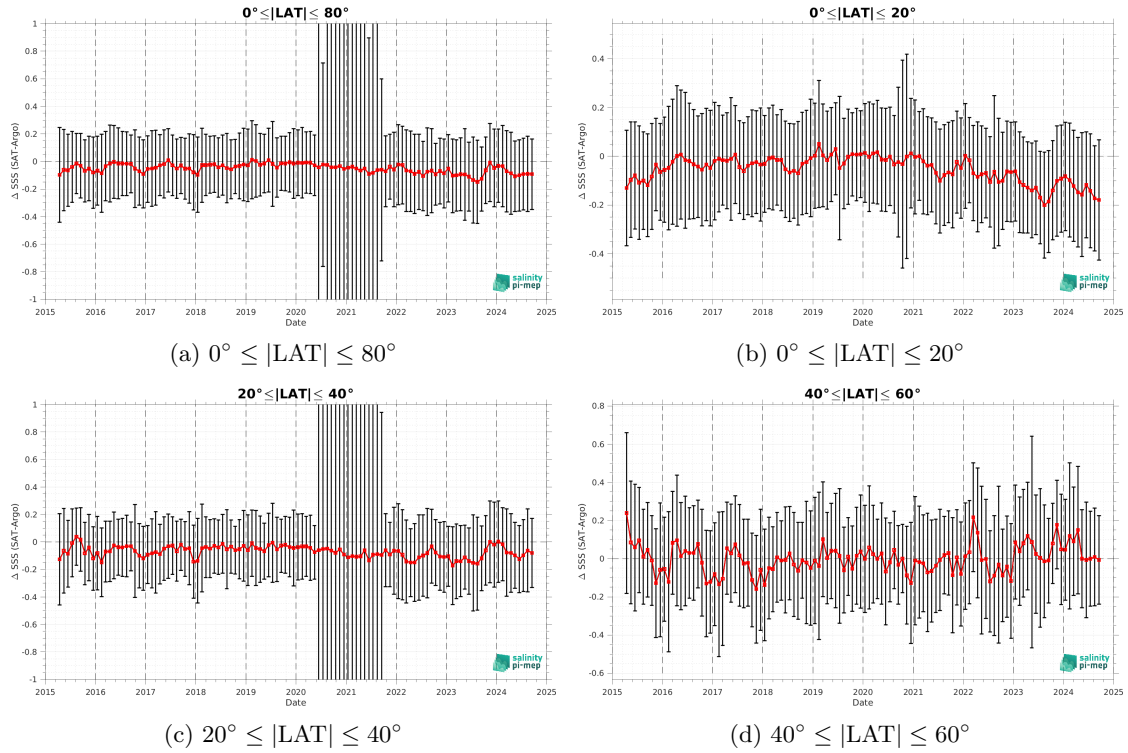 0°≤|LAT|≤ 80°
Δ SSS (SAT-Argo)
1
0.8
0.6
0.4
0.2
0
-0.2
-0.4
-0.6
-0.8
-1
2015 2016 2017 2018 2019 2020 2021 2022 2023 2024 2025
Date
salinity
pi-mep
(a) 0° ≤ |LAT| ≤ 80°
0°≤|LAT|≤ 20°
Δ SSS (SAT-Argo)
0.4
0.2
0
-0.2
-0.4
2015 2016 2017 2018 2019 2020 2021 2022 2023 2024 2025
Date
salinity
pi-mep
(b) 0° ≤ |LAT| ≤ 20°
20°≤|LAT|≤ 40°
Δ SSS (SAT-Argo)
1
0.8
0.6
0.4
0.2
0
-0.2
-0.4
-0.6
-0.8
-1
2015 2016 2017 2018 2019 2020 2021 2022 2023 2024 2025
Date
salinity
pi-mep
(c) 20° ≤ |LAT| ≤ 40°
40°≤|LAT|≤ 60°
Δ SSS (SAT-Argo)
0.8
0.6
0.4
0.2
0
-0.2
-0.4
-0.6
2015 2016 2017 2018 2019 2020 2021 2022 2023 2024 2025
Date
salinity
pi-mep
(d) 40° ≤ |LAT| ≤ 60°